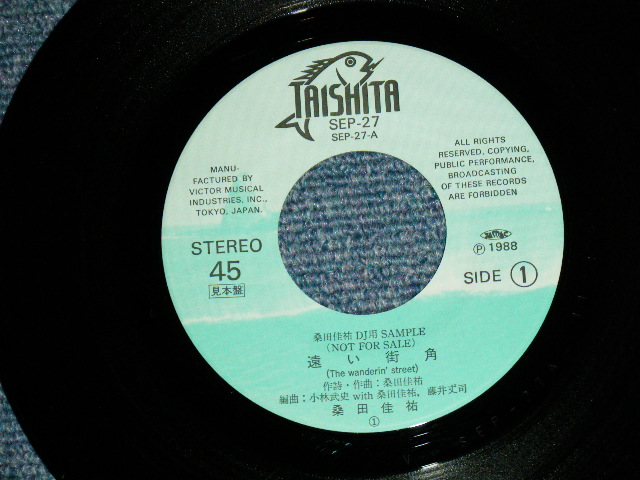 TAISHITA
SEP-27
SEP-27-A
MANU-
FACTURED BY
VICTOR MUSICAL
INDUSTRIES, INC.,
TOKYO, JAPAN.
ALL RIGHTS
RESERVED, COPYING,
PUBLIC PERFORMANCE,
BROADCASTING
OF THESE RECORDS
ARE FORBIDDEN
STEREO
45
見本盤
Ⓟ 1988
SIDE ①
桑田佳祐 DJ用 SAMPLE
(NOT FOR SALE)
遠い街角
(The wanderin' street)
作詩・作曲：桑田佳祐
編曲：小林武史 with 桑田佳祐、藤井丈司
桑田佳祐
①